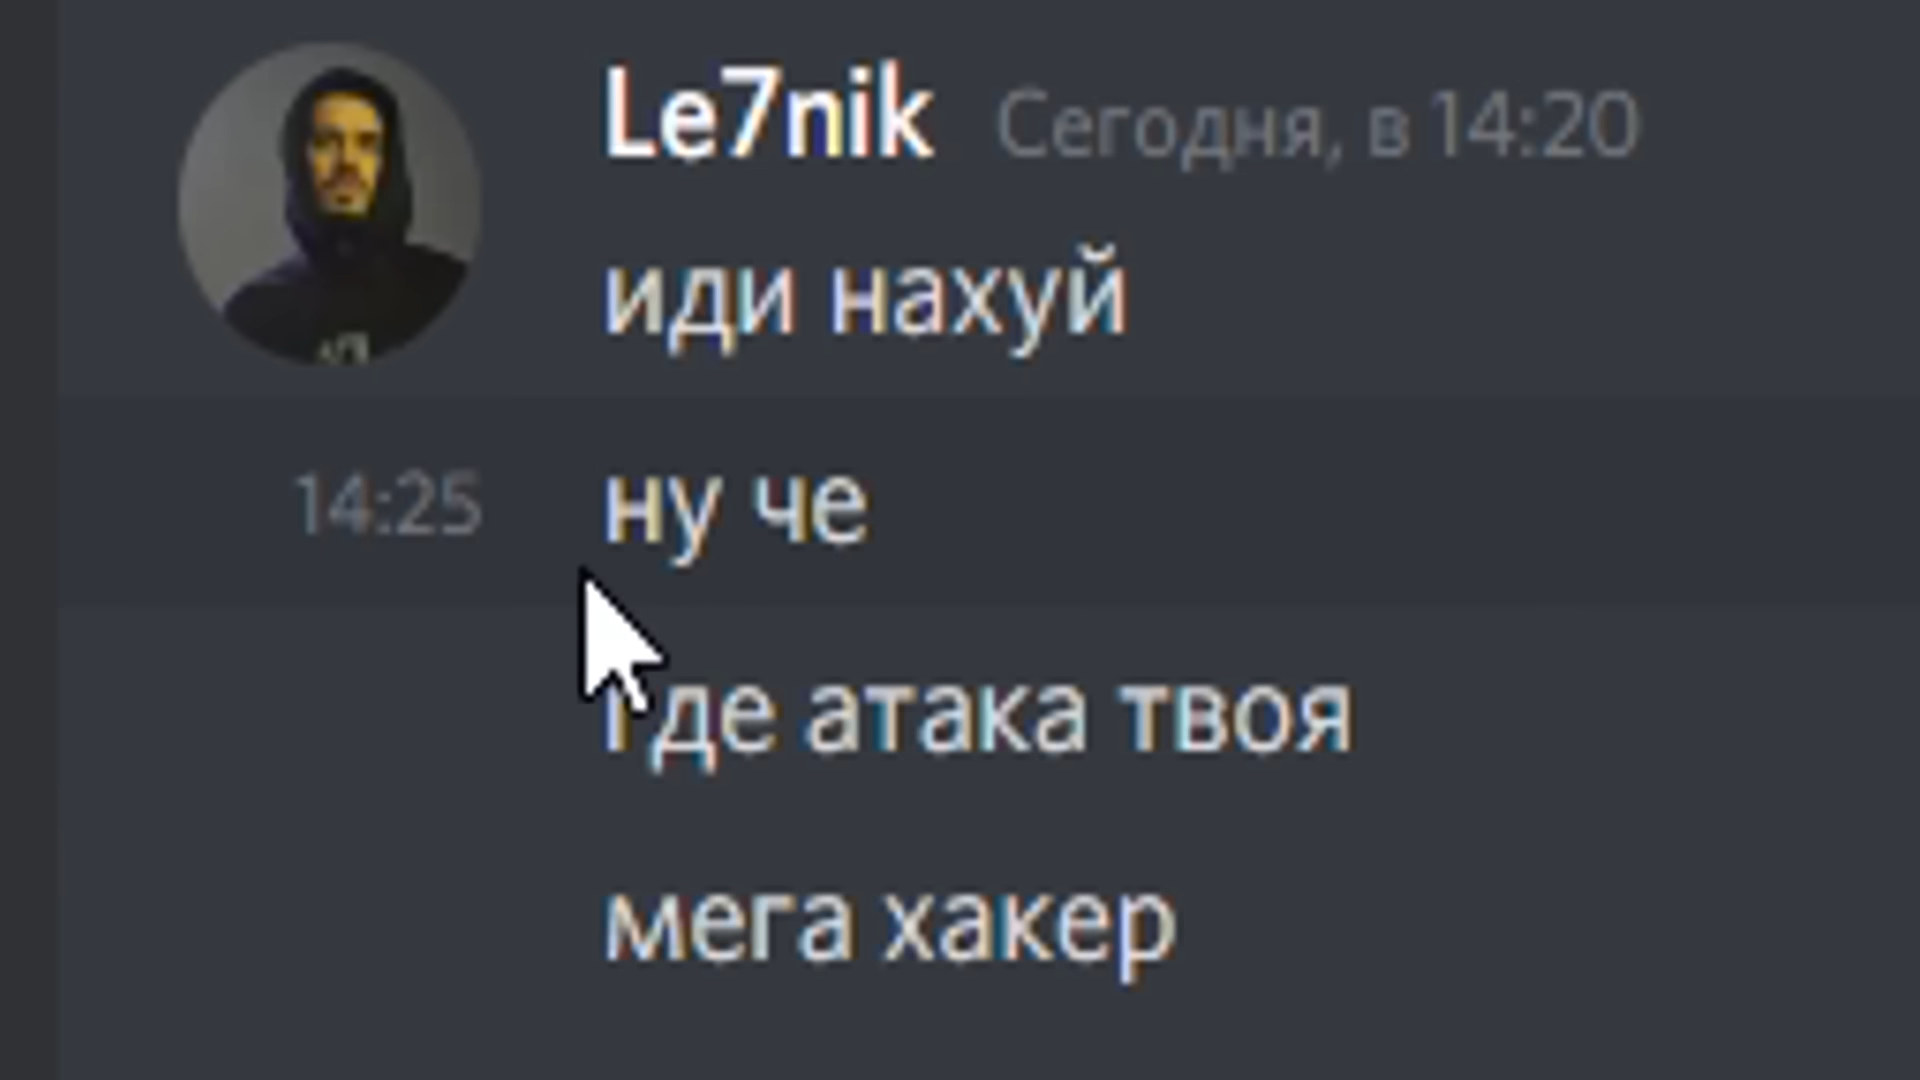 Le7nik Сегодня, в 14:20
иди нахуй
14:25 ну че
где атака твоя
мега хакер